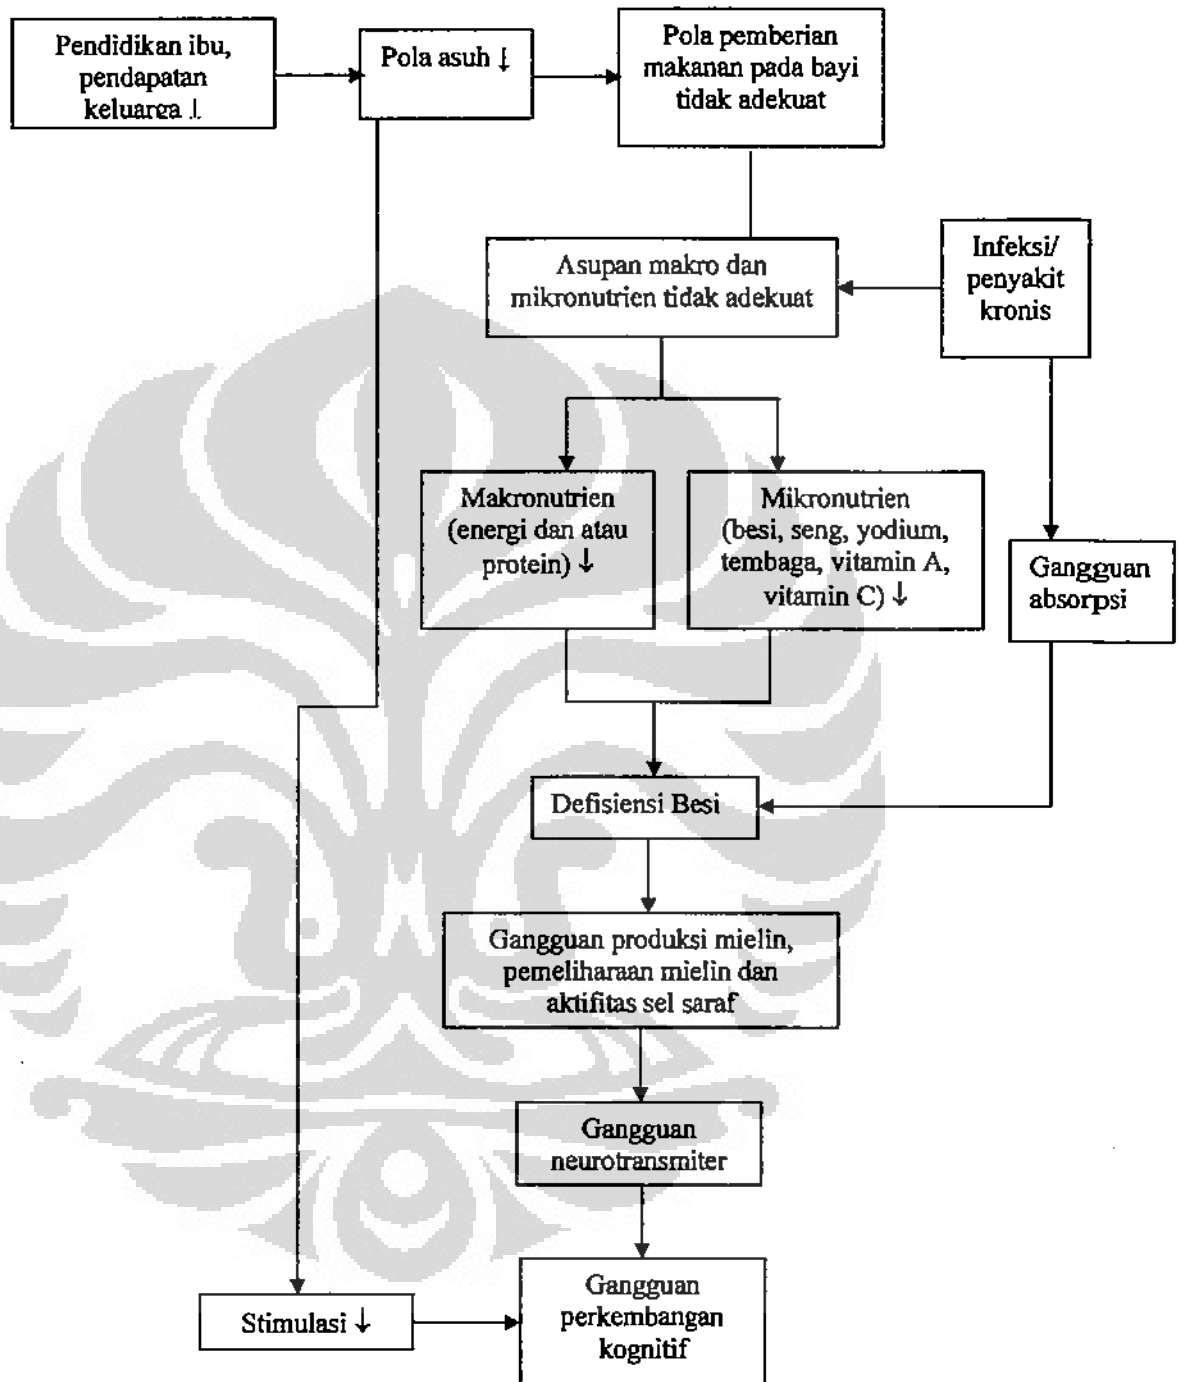 Pendidikan ibu,
pendapatan
keluarga ↓
Pola asuh ↓
Pola pemberian
makanan pada bayi
tidak adekuat
Asupan makro dan
mikronutrien tidak adekuat
Infeksi/
penyakit
kronis
Makronutrien
(energi dan atau
protein) ↓
Mikronutrien
(besi, seng, yodium,
tembaga, vitamin A,
vitamin C) ↓
Gangguan
absorpsi
Defisiensi Besi
Gangguan produksi mielin,
pemeliharaan mielin dan
aktifitas sel saraf
Gangguan
neurotransmiter
Stimulasi ↓
Gangguan
perkembangan
kognitif